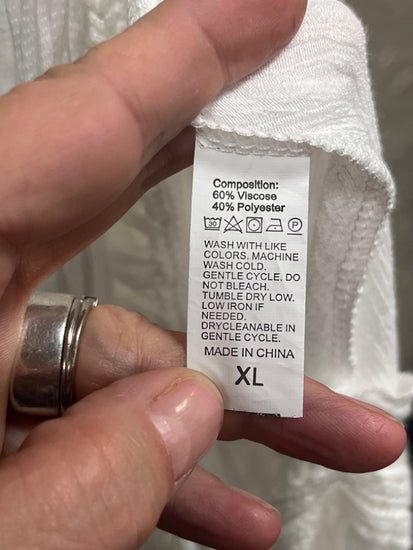 Composition:
60% Viscose
40% Polyester
30 P
WASH WITH LIKE
COLORS, MACHINE
WASH COLD.
GENTLE CYCLE. DO
NOT BLEACH.
TUMBLE DRY LOW.
LOW IRON IF
NEEDED.
DRYCLEANABLE IN
GENTLE CYCLE.
MADE IN CHINA
XL